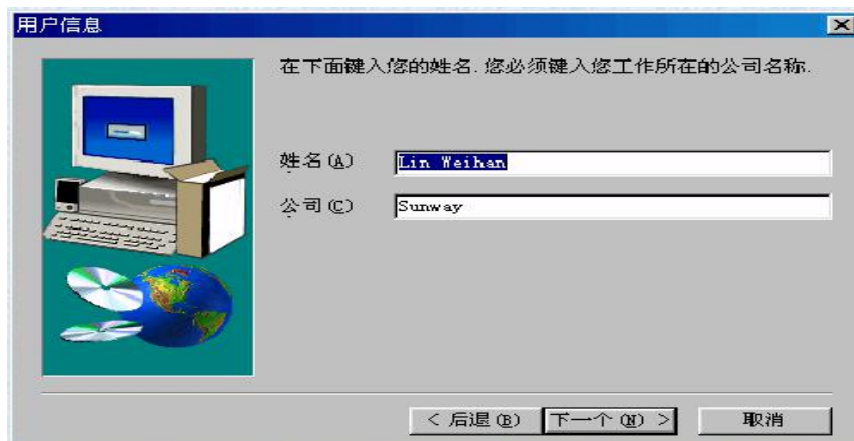 用户信息
在下面键入您的姓名. 您必须键入您工作所在的公司名称.
姓名(A) Lin Weihan
公司(C) Sunway
< 后退(B) 下一个(N) > 取消